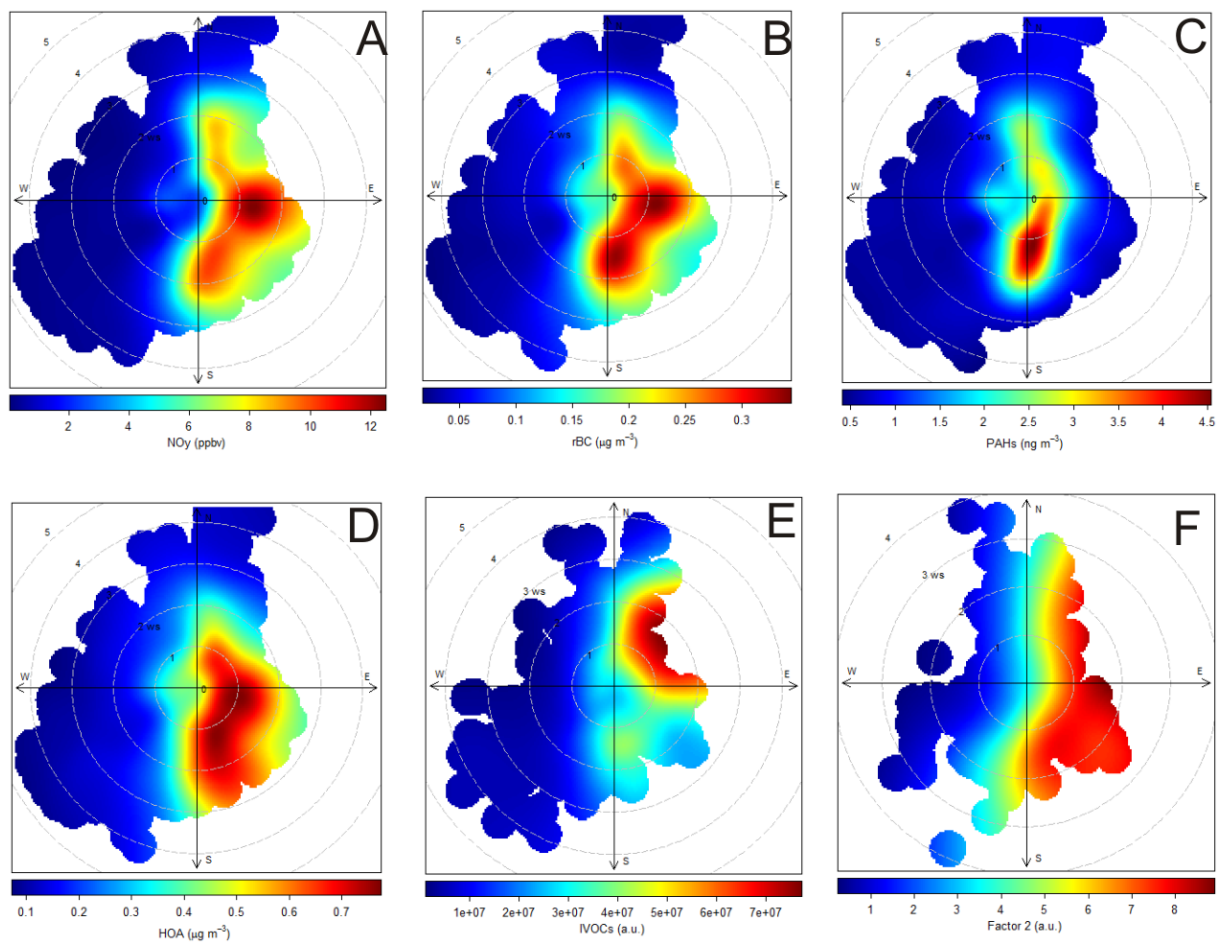 A
N
5
4
2 ws
1
W
0
E
S
2 4 6 8 10 12
NOy (ppbv)
B
N
5
4
2 ws
1
W
0
E
S
0.05 0.1 0.15 0.2 0.25 0.3
rBC (μg m⁻³)
C
N
5
4
ws
1
W
0
E
S
0.5 1 1.5 2 2.5 3 3.5 4 4.5
PAHs (ng m⁻³)
D
N
5
4
2 ws
1
W
0
E
S
0.1 0.2 0.3 0.4 0.5 0.6 0.7
HOA (μg m⁻³)
E
N
5
4
3 ws
1
W
E
S
1e+07 2e+07 3e+07 4e+07 5e+07 6e+07 7e+07
IVOCs (a.u.)
F
N
4
3 ws
2
1
W
E
S
1 2 3 4 5 6 7 8
Factor 2 (a.u.)